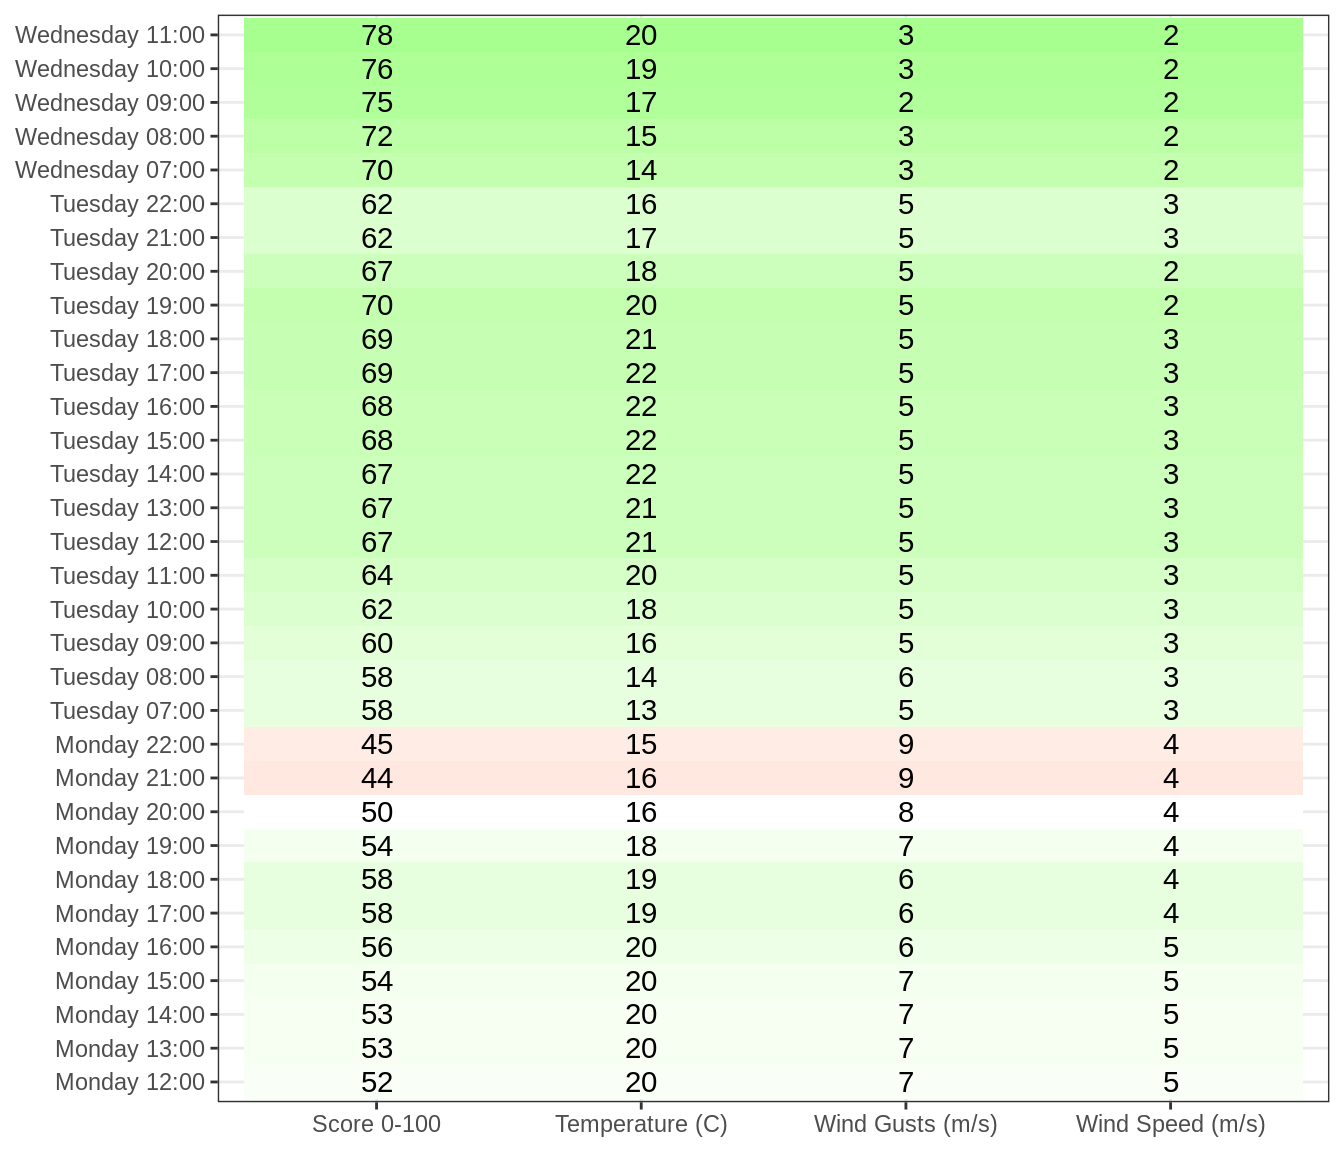 Wednesday 11:00 78 20 3 2
Wednesday 10:00 76 19 3 2
Wednesday 09:00 75 17 2 2
Wednesday 08:00 72 15 3 2
Wednesday 07:00 70 14 3 2
Tuesday 22:00 62 16 5 3
Tuesday 21:00 62 17 5 3
Tuesday 20:00 67 18 5 2
Tuesday 19:00 70 20 5 2
Tuesday 18:00 69 21 5 3
Tuesday 17:00 69 22 5 3
Tuesday 16:00 68 22 5 3
Tuesday 15:00 68 22 5 3
Tuesday 14:00 67 22 5 3
Tuesday 13:00 67 21 5 3
Tuesday 12:00 67 21 5 3
Tuesday 11:00 64 20 5 3
Tuesday 10:00 62 18 5 3
Tuesday 09:00 60 16 5 3
Tuesday 08:00 58 14 6 3
Tuesday 07:00 58 13 5 3
Monday 22:00 45 15 9 4
Monday 21:00 44 16 9 4
Monday 20:00 50 16 8 4
Monday 19:00 54 18 7 4
Monday 18:00 58 19 6 4
Monday 17:00 58 19 6 4
Monday 16:00 56 20 6 5
Monday 15:00 54 20 7 5
Monday 14:00 53 20 7 5
Monday 13:00 53 20 7 5
Monday 12:00 52 20 7 5
Score 0-100 Temperature (C) Wind Gusts (m/s) Wind Speed (m/s)